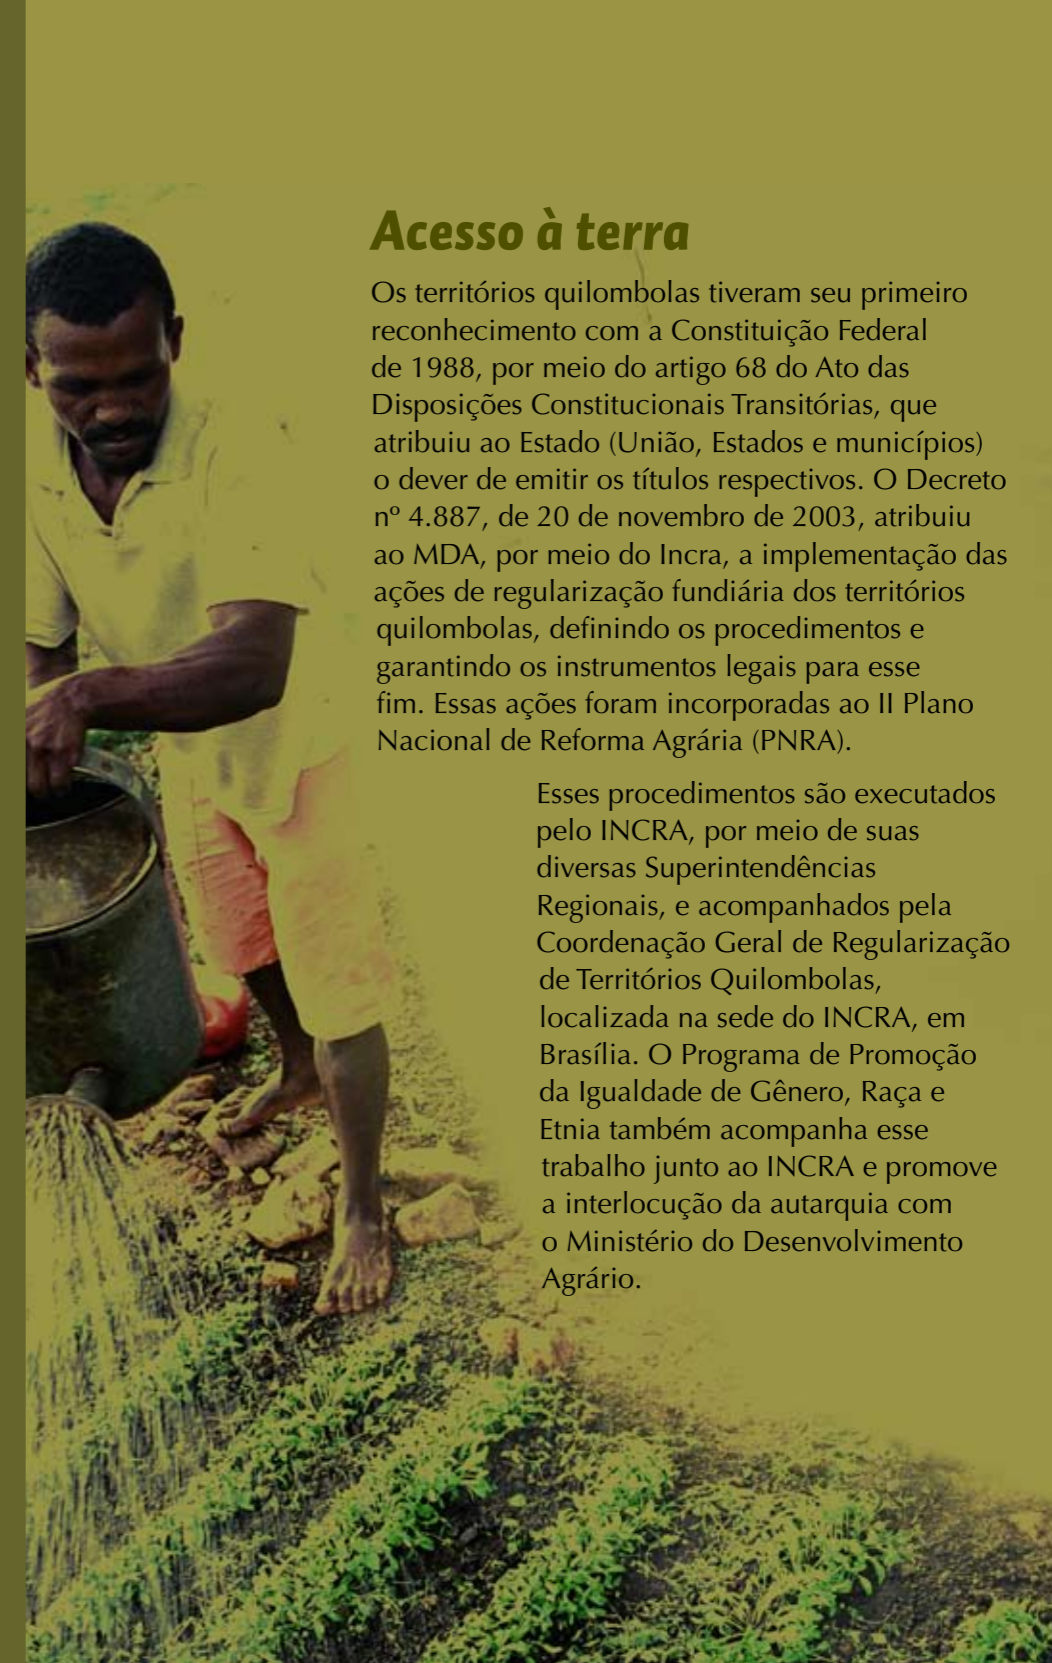 Acesso à terra
Os territórios quilombolas tiveram seu primeiro
reconhecimento com a Constituição Federal
de 1988, por meio do artigo 68 do Ato das
Disposições Constitucionais Transitórias, que
atribuiu ao Estado (União, Estados e municípios)
o dever de emitir os títulos respectivos. O Decreto
nº 4.887, de 20 de novembro de 2003, atribuiu
ao MDA, por meio do Incra, a implementação das
ações de regularização fundiária dos territórios
quilombolas, definindo os procedimentos e
garantindo os instrumentos legais para esse
fim. Essas ações foram incorporadas ao II Plano
Nacional de Reforma Agrária (PNRA).
Esses procedimentos são executados
pelo INCRA, por meio de suas
diversas Superintendências
Regionais, e acompanhados pela
Coordenação Geral de Regularização
de Territórios Quilombolas,
localizada na sede do INCRA, em
Brasília. O Programa de Promoção
da Igualdade de Gênero, Raça e
Etnia também acompanha esse
trabalho junto ao INCRA e promove
a interlocução da autarquia com
o Ministério do Desenvolvimento
Agrário.